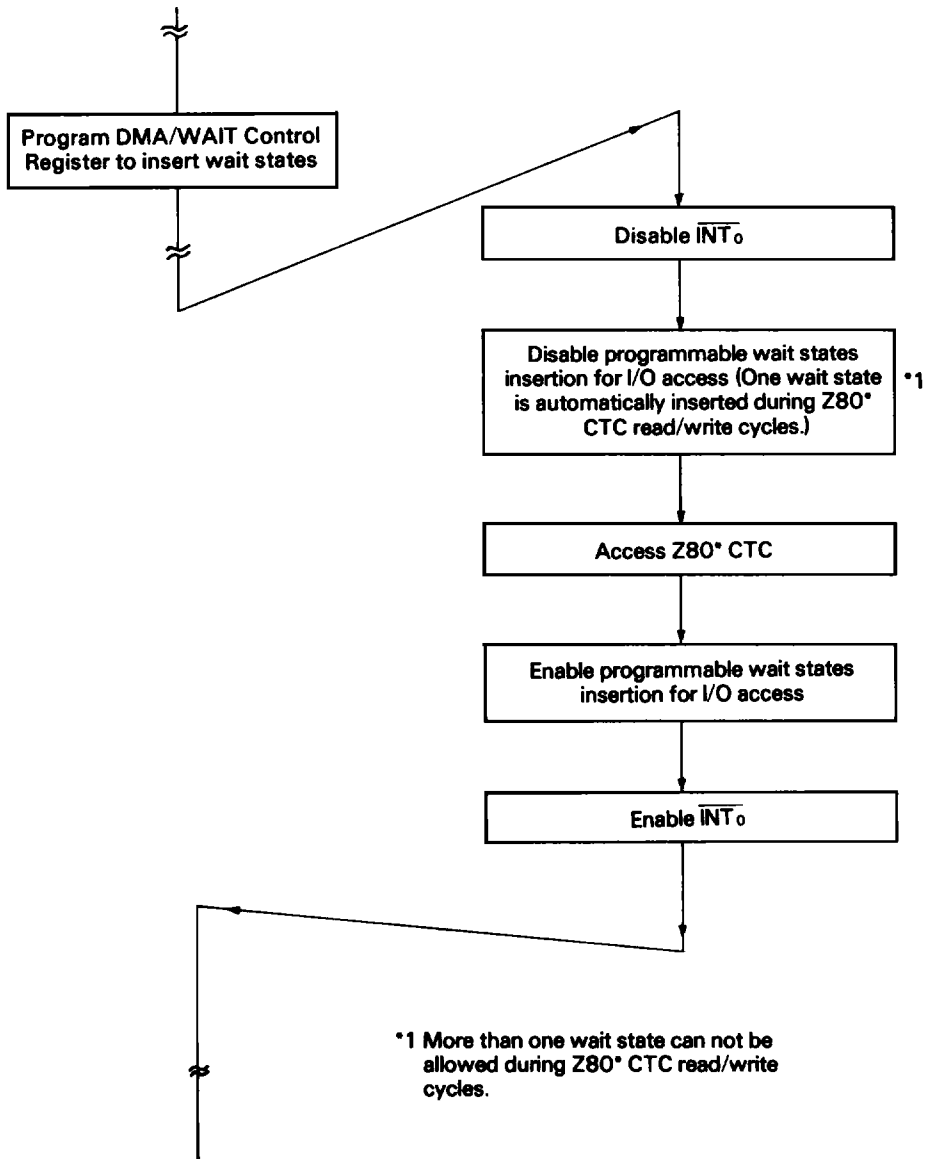 Program DMA/WAIT Control
Register to insert wait states
Disable I̅N̅T̅₀
Disable programmable wait states
insertion for I/O access (One wait state
is automatically inserted during Z80*
CTC read/write cycles.)
*1
Access Z80* CTC
Enable programmable wait states
insertion for I/O access
Enable I̅N̅T̅₀
*1 More than one wait state can not be
allowed during Z80* CTC read/write
cycles.